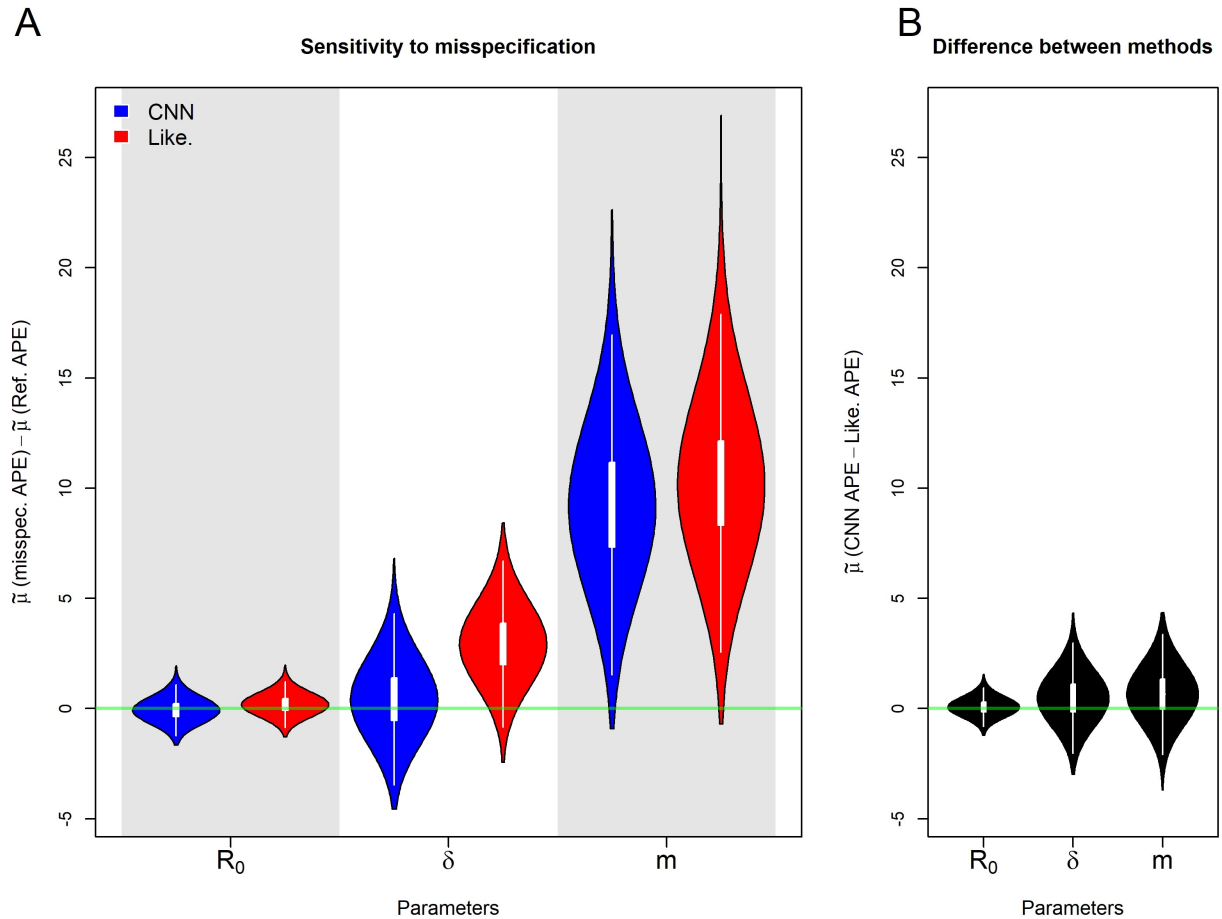 A
Sensitivity to misspecification
CNN
Like.
25
20
15
10
5
0
-5
μ̃ (misspec. APE) – μ̃ (Ref. APE)
R₀
δ
m
Parameters
B
Difference between methods
25
20
15
10
5
0
-5
μ̃ (CNN APE – Like. APE)
R₀
δ
m
Parameters